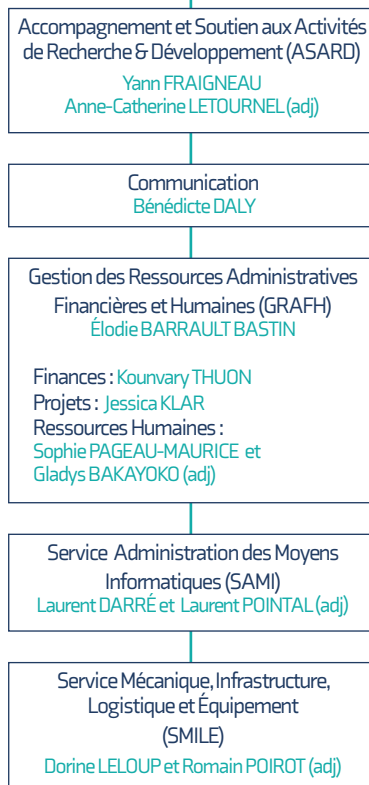 Accompagnement et Soutien aux Activités
de Recherche & Développement (ASARD)
Yann FRAIGNEAU
Anne-Catherine LETOURNEL (adj)
Communication
Bénédicte DALY
Gestion des Ressources Administratives
Financières et Humaines (GRAFH)
Élodie BARRAULT BASTIN
Finances : Kounvary THUON
Projets : Jessica KLAR
Ressources Humaines :
Sophie PAGEAU-MAURICE et
Gladys BAKAYOKO (adj)
Service Administration des Moyens
Informatiques (SAMI)
Laurent DARRÉ et Laurent POINTAL (adj)
Service Mécanique, Infrastructure,
Logistique et Équipement
(SMILE)
Dorine LELOUP et Romain POIROT (adj)